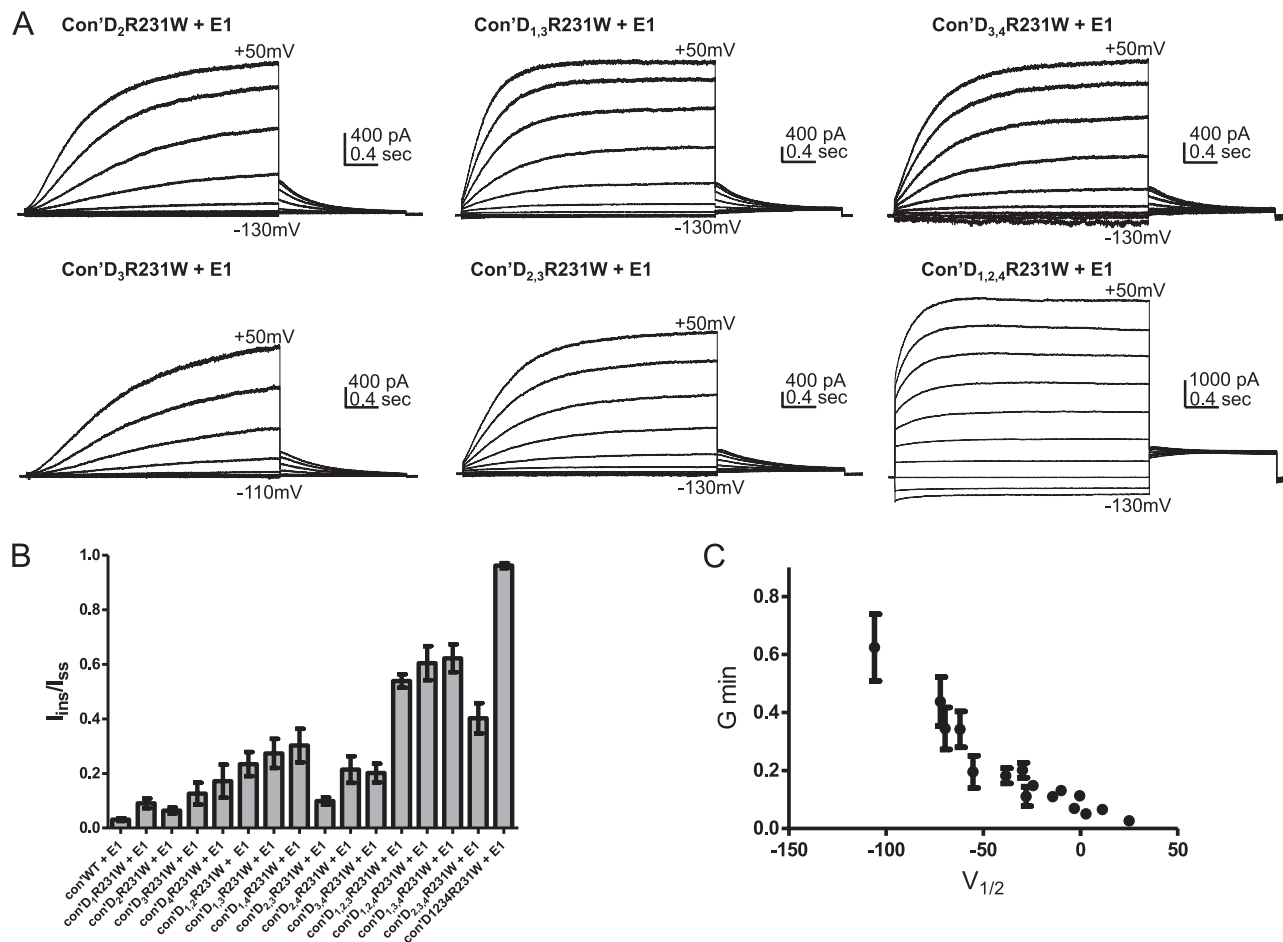 A
Con'D2R231W + E1
+50mV
400 pA
0.4 sec
-130mV
Con'D1,3R231W + E1
+50mV
400 pA
0.4 sec
-130mV
Con'D3,4R231W + E1
400 pA
0.4 sec
-130mV
Con'D3R231W + E1
+50mV
400 pA
0.4 sec
-110mV
Con'D2,3R231W + E1
+50mV
400 pA
0.4 sec
-130mV
Con'D1,2,4R231W + E1
+50mV
1000 pA
0.4 sec
-130mV
B
Iins/Iss
1.0
0.8
0.6
0.4
0.2
0.0
con'WT + E1
con'D1R231W + E1
con'D2R231W + E1
con'D3R231W + E1
con'D4R231W + E1
con'D1,2R231W + E1
con'D1,3R231W + E1
con'D1,4R231W + E1
con'D2,3R231W + E1
con'D2,4R231W + E1
con'D3,4R231W + E1
con'D1,2,3R231W + E1
con'D1,2,4R231W + E1
con'D1,3,4R231W + E1
con'D2,3,4R231W + E1
con'D1234R231W + E1
C
G min
0.8
0.6
0.4
0.2
0.0
-150
-100
-50
0
50
V1/2